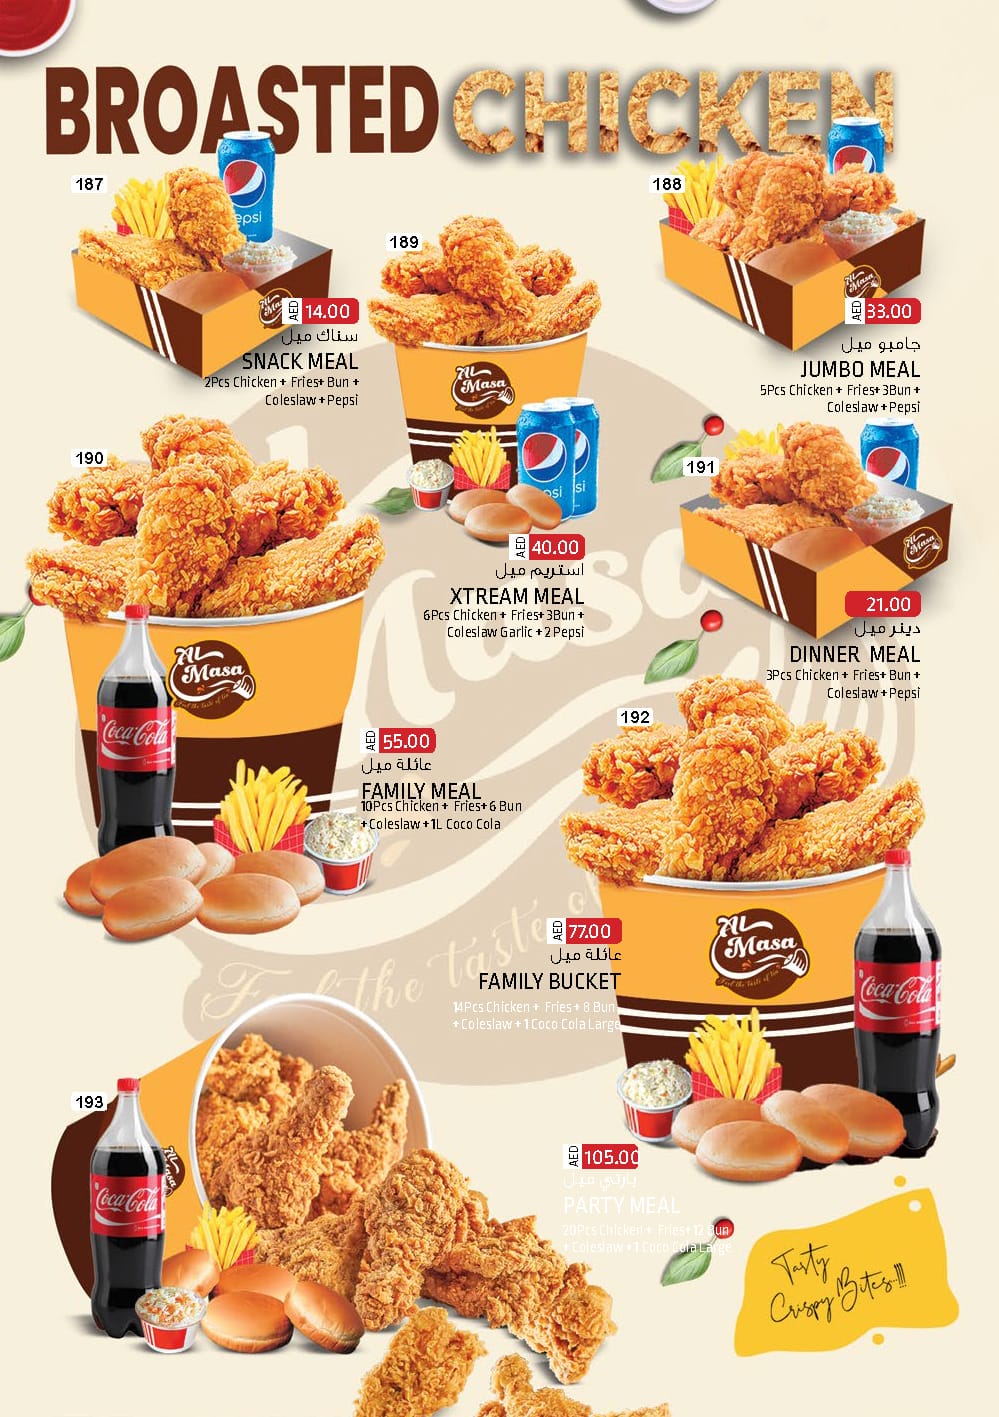 BROASTED CHICKEN
187
AED 14.00
سناك ميل
SNACK MEAL
2Pcs Chicken + Fries+ Bun +
Coleslaw + Pepsi
188
AED 33.00
جامبو ميل
JUMBO MEAL
5Pcs Chicken + Fries+ 3Bun +
Coleslaw + Pepsi
189
AED 40.00
استريم ميل
XTREAM MEAL
6Pcs Chicken + Fries+ 3Bun +
Coleslaw Garlic + 2 Pepsi
190
AED 55.00
عائلة ميل
FAMILY MEAL
10Pcs Chicken + Fries+ 6 Bun
+ Coleslaw + 1L Coco Cola
191
21.00
دينر ميل
DINNER MEAL
3Pcs Chicken + Fries+ Bun +
Coleslaw + Pepsi
192
AED 77.00
عائلة ميل
FAMILY BUCKET
14Pcs Chicken + Fries + 8 Bun
+ Coleslaw + 1 Coco Cola Large
193
AED 105.00
بارتي ميل
PARTY MEAL
20Pcs Chicken + Fries+ 12 Bun
+ Coleslaw + 1 Coco Cola Large
Al
Masa
Feel the taste of
pepsi
Coca-Cola
Tasty
Crispy Bites..!!!